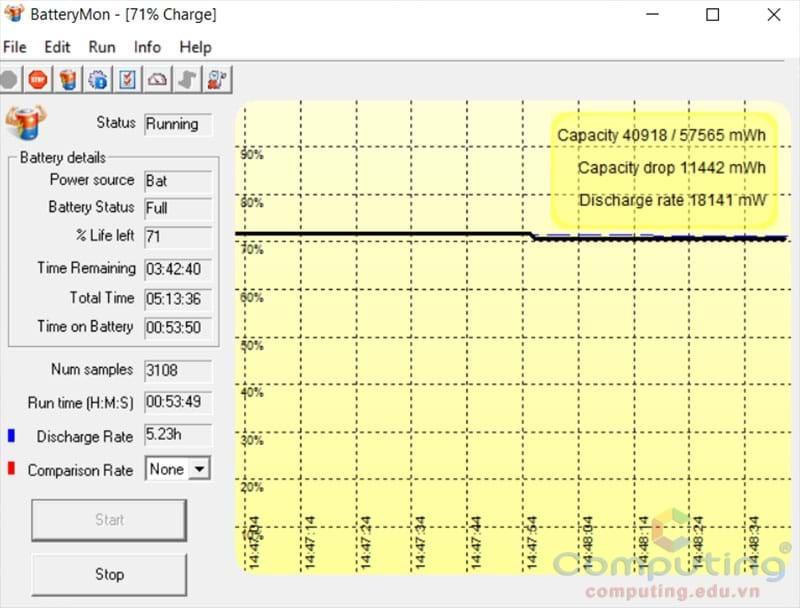 BatteryMon - [71% Charge]
File Edit Run Info Help
STOP
Status Running
Battery details
Power source Bat
Battery Status Full
% Life left 71
Time Remaining 03:42:40
Total Time 05:13:36
Time on Battery 00:53:50
Num samples 3108
Run time (H:M:S) 00:53:49
Discharge Rate 5.23h
Comparison Rate None
Start
Stop
Capacity 40918 / 57565 mWh
Capacity drop 11442 mWh
Discharge rate 18141 mW
90%
80%
70%
60%
50%
40%
30%
20%
10%
14:47:04
14:47:14
14:47:24
14:47:34
14:47:44
14:47:54
14:48:04
14:48:14
14:48:24
14:48:34
Computing®
computing.edu.vn